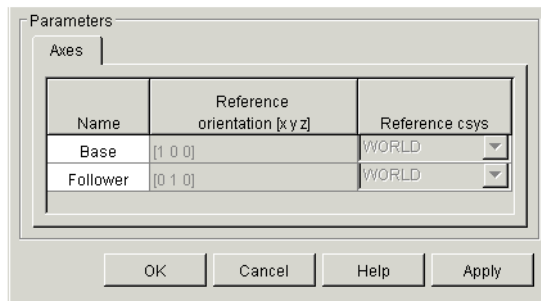 Parameters
Axes
Name
Reference
orientation [x y z]
Reference csys
Base [1 0 0] WORLD
Follower [0 1 0] WORLD
OK Cancel Help Apply